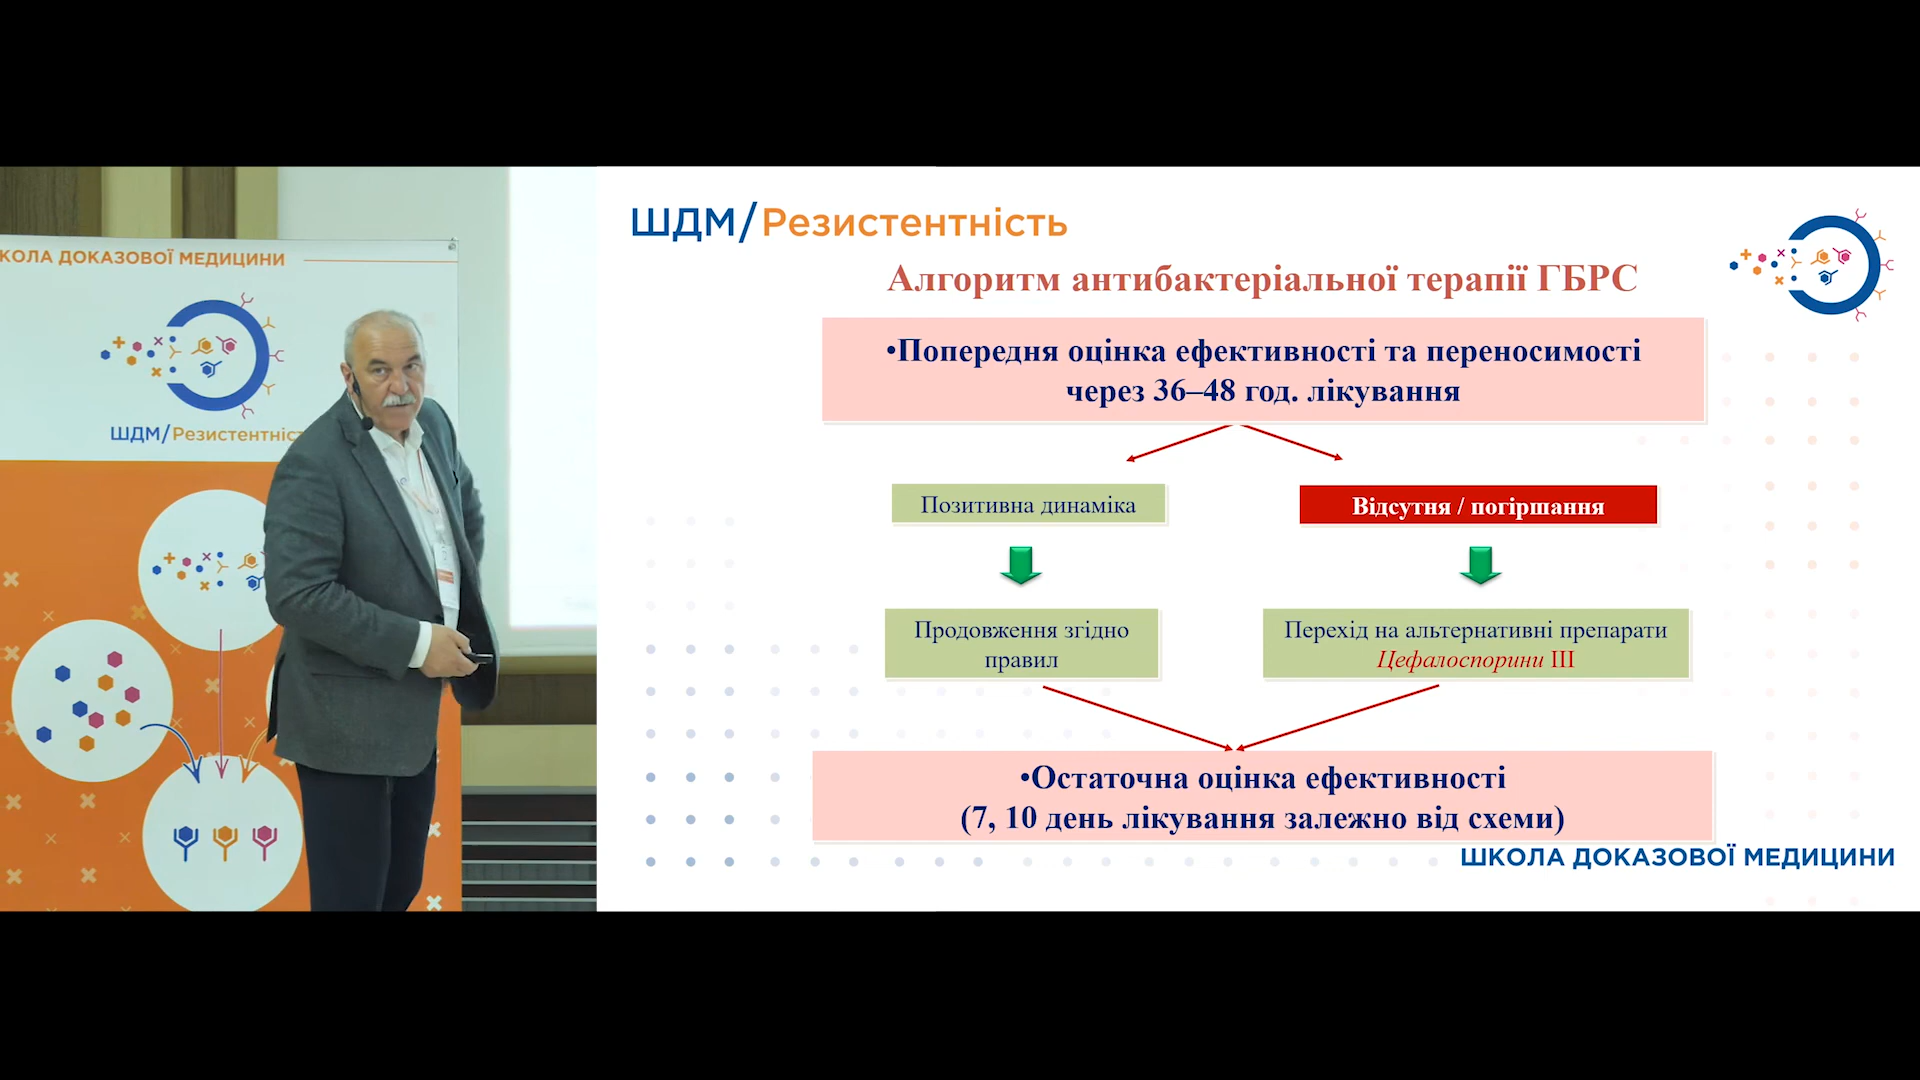 КОЛА ДОКАЗОВОЇ МЕДИЦИНИ
ШДМ/Резистентніст
ШДМ/Резистентність
Алгоритм антибактеріальної терапії ГБРС
•Попередня оцінка ефективності та переносимості
через 36–48 год. лікування
Позитивна динаміка
Відсутня / погіршання
Продовження згідно
правил
Перехід на альтернативні препарати
Цефалоспорини III
•Остаточна оцінка ефективності
(7, 10 день лікування залежно від схеми)
ШКОЛА ДОКАЗОВОЇ МЕДИЦИНИ